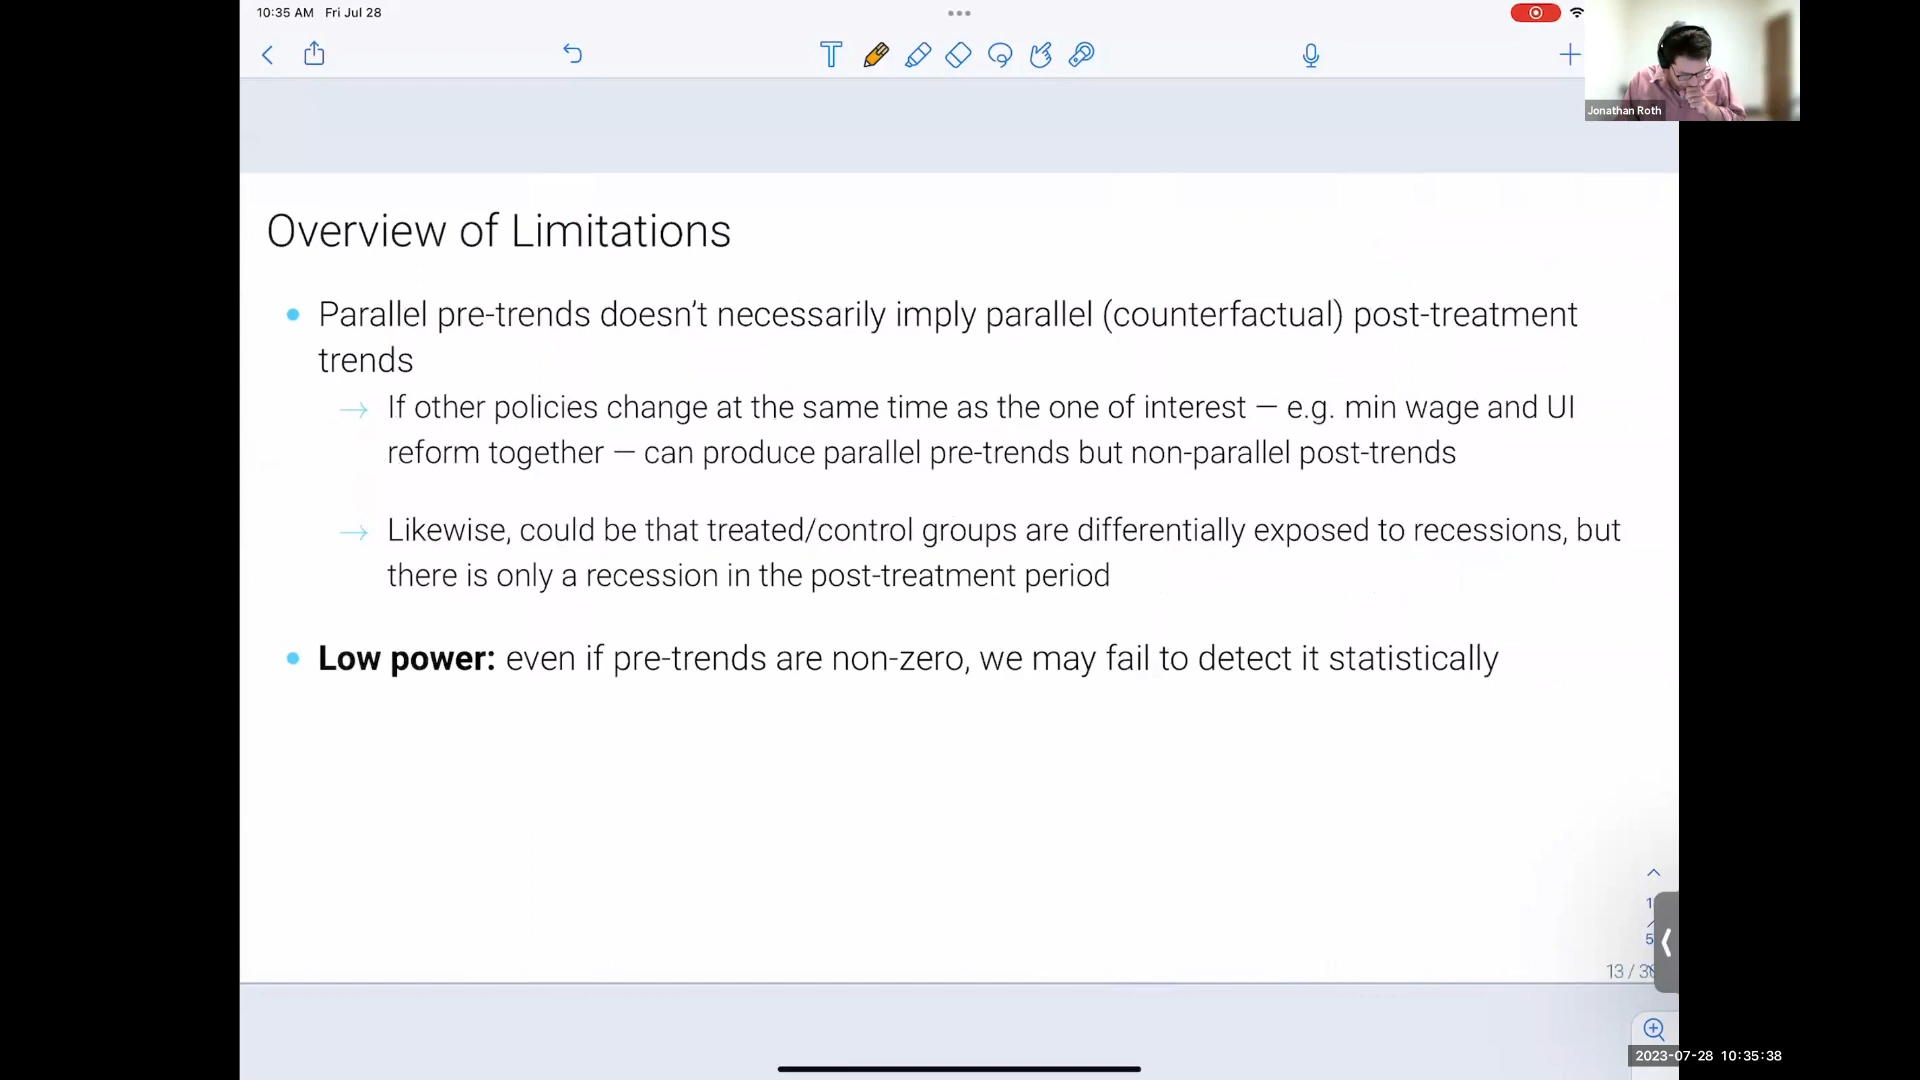 10:35 AM Fri Jul 28
T
Jonathan Roth
Overview of Limitations
Parallel pre-trends doesn't necessarily imply parallel (counterfactual) post-treatment
trends
→ If other policies change at the same time as the one of interest — e.g. min wage and UI
reform together — can produce parallel pre-trends but non-parallel post-trends
→ Likewise, could be that treated/control groups are differentially exposed to recessions, but
there is only a recession in the post-treatment period
Low power: even if pre-trends are non-zero, we may fail to detect it statistically
13 /
2023-07-28 10:35:38